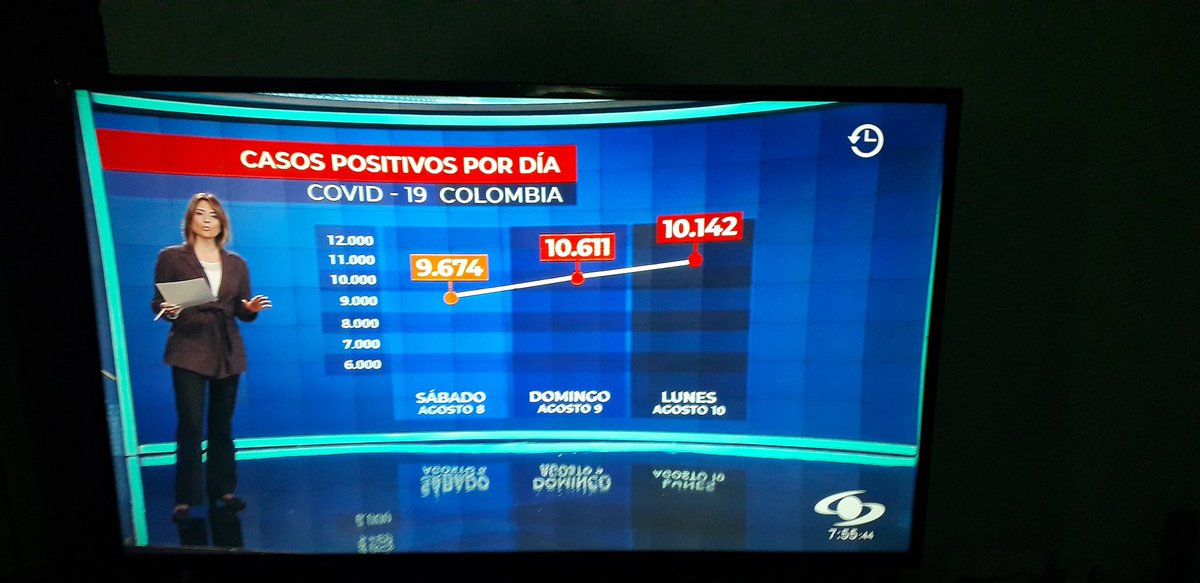 CASOS POSITIVOS POR DÍA
COVID - 19 COLOMBIA
12.000
11.000
10.000
9.000
8.000
7.000
6.000
9.674
10.611
10.142
SÁBADO
AGOSTO 8
DOMINGO
AGOSTO 9
LUNES
AGOSTO 10
7:55:44